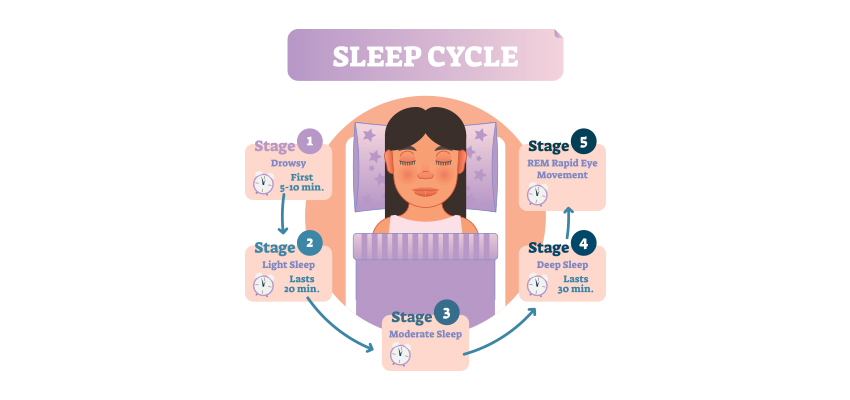 SLEEP CYCLE
Stage 1
Drowsy
First
5-10 min.
Stage 2
Light Sleep
Lasts
20 min.
Stage 3
Moderate Sleep
Stage 4
Deep Sleep
Lasts
30 min.
Stage 5
REM Rapid Eye
Movement